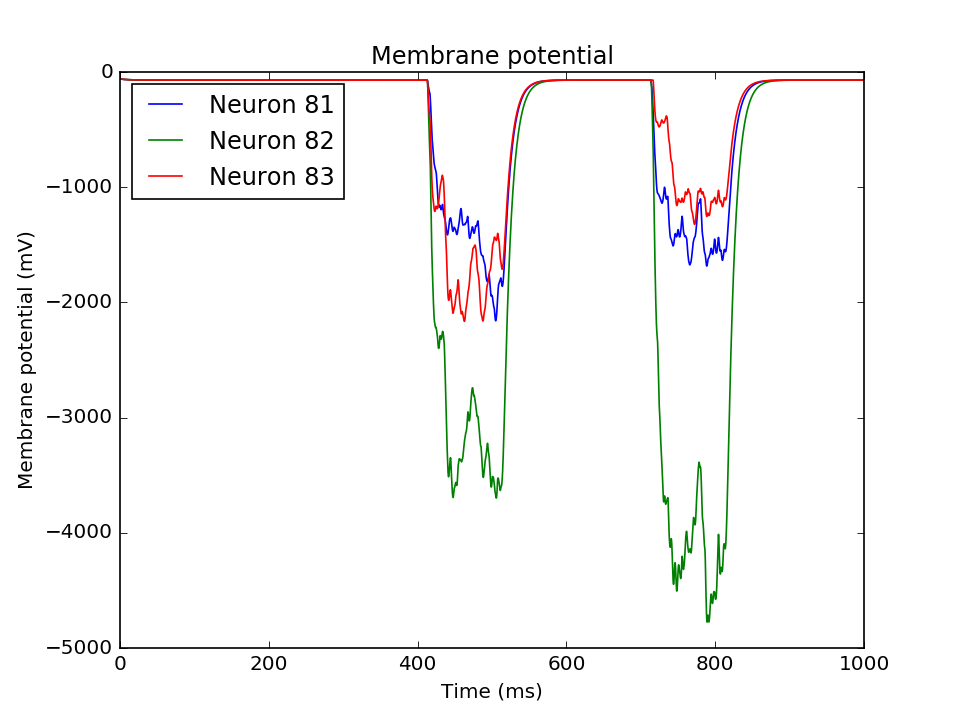 Membrane potential
Membrane potential (mV)
0
−1000
−2000
−3000
−4000
−5000
Neuron 81
Neuron 82
Neuron 83
0 200 400 600 800 1000
Time (ms)